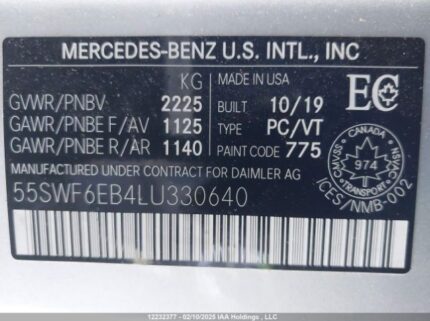 MERCEDES-BENZ U.S. INTL., INC
KG
MADE IN USA
EC
GVWR/PNBV 2225
BUILT 10/19
GAWR/PNBE F/AV 1125
TYPE PC/VT
GAWR/PNBE R/AR 1140
PAINT CODE 775
MANUFACTURED FOR DAIMLER AG
55SWF6EB4LU330640
CANADA
CMVSS
NSVAC
974
TRANSPORT
ICES/NMB-002
12232377 - 02/10/2025 IAA Holdings , LLC